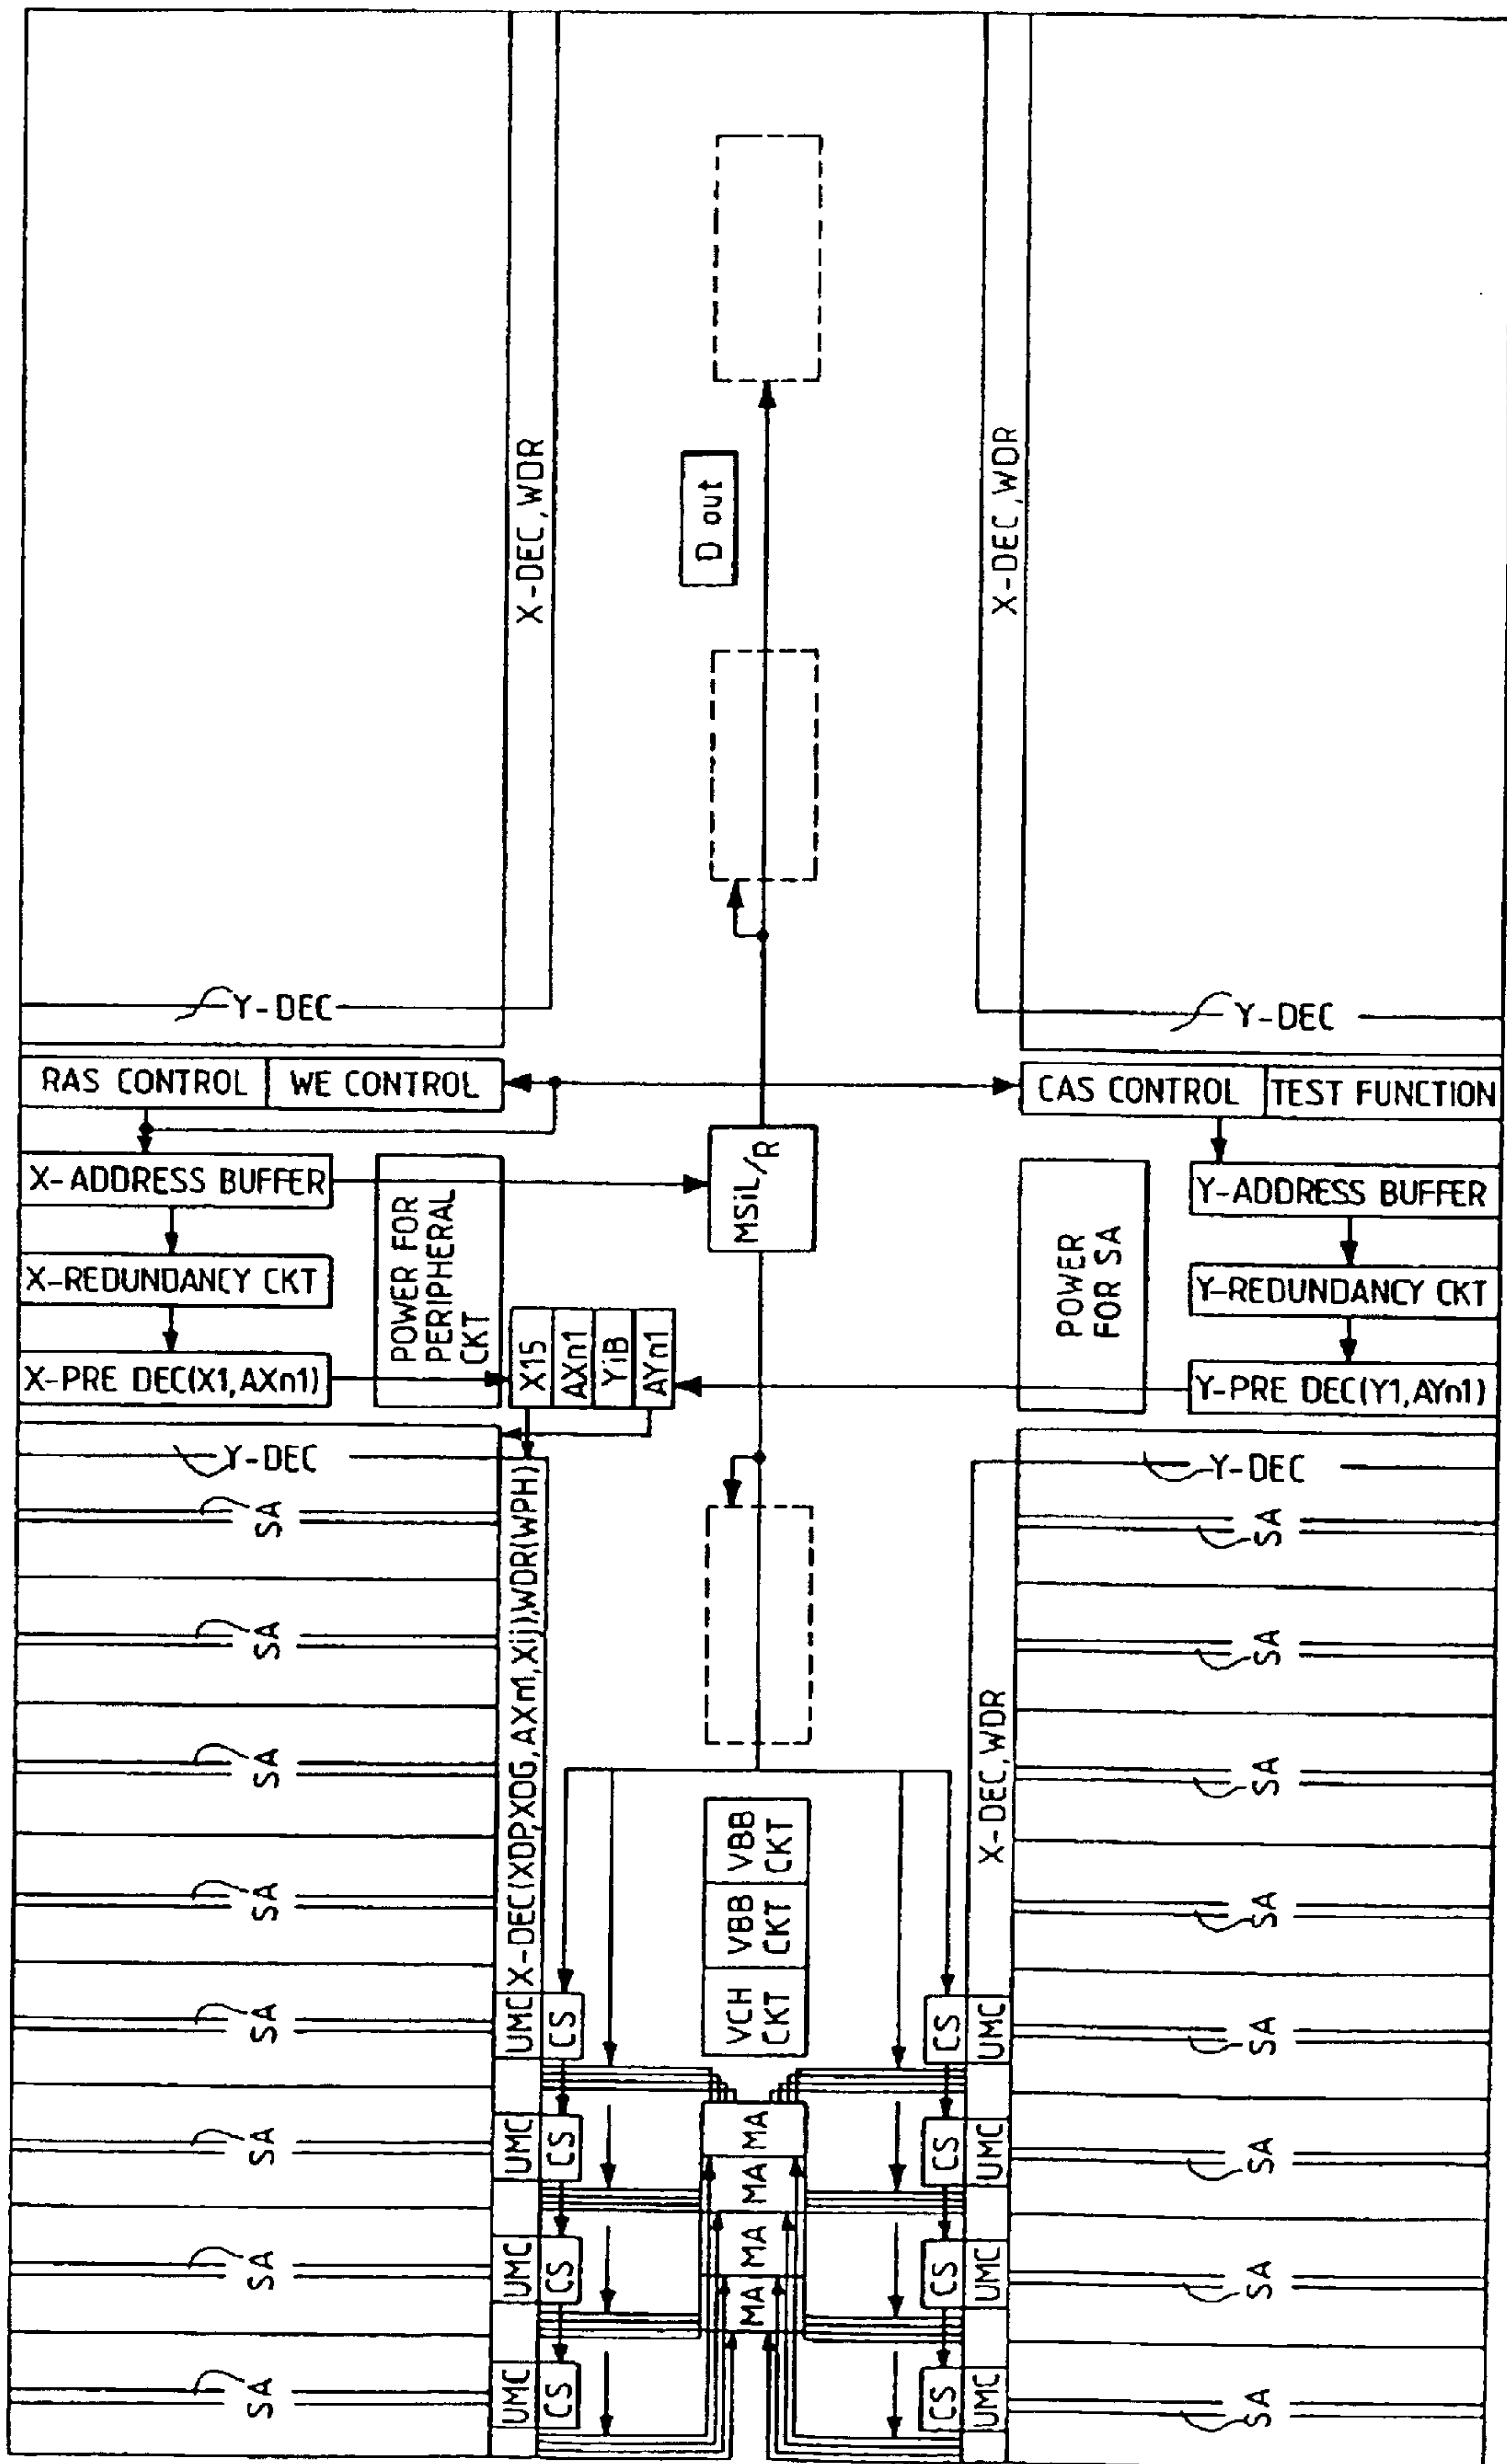 X-DEC,WDR
D out
X-DEC,WDR
Y-DEC
Y-DEC
RAS CONTROL
WE CONTROL
CAS CONTROL
TEST FUNCTION
X-ADDRESS BUFFER
POWER FOR
PERIPHERAL
CKT
MSiL/R
POWER
FOR SA
Y-ADDRESS BUFFER
X-REDUNDANCY CKT
Y-REDUNDANCY CKT
X-PRE DEC(X1,AXn1)
X15
AXn1
YiB
AYn1
Y-PRE DEC(Y1,AYn1)
Y-DEC
Y-DEC
X-DEC(XDP,XDG,AXn1,Xij),WDR(WPH)
X-DEC,WDR
SA
SA
SA
SA
SA
SA
SA
SA
VCH
CKT
VBB
CKT
VBB
CKT
SA
SA
SA
SA
SA
SA
SA
SA
UMC
CS
CS
UMC
UMC
CS
MA
MA
CS
UMC
UMC
CS
MA
CS
UMC
UMC
CS
MA
CS
UMC